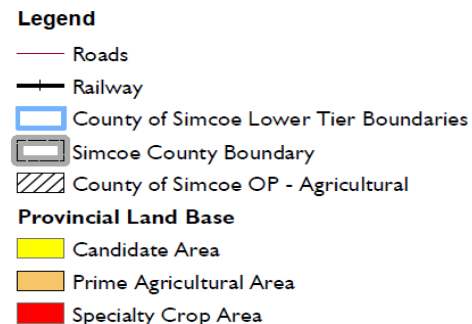 Legend
Roads
Railway
County of Simcoe Lower Tier Boundaries
Simcoe County Boundary
County of Simcoe OP - Agricultural
Provincial Land Base
Candidate Area
Prime Agricultural Area
Specialty Crop Area